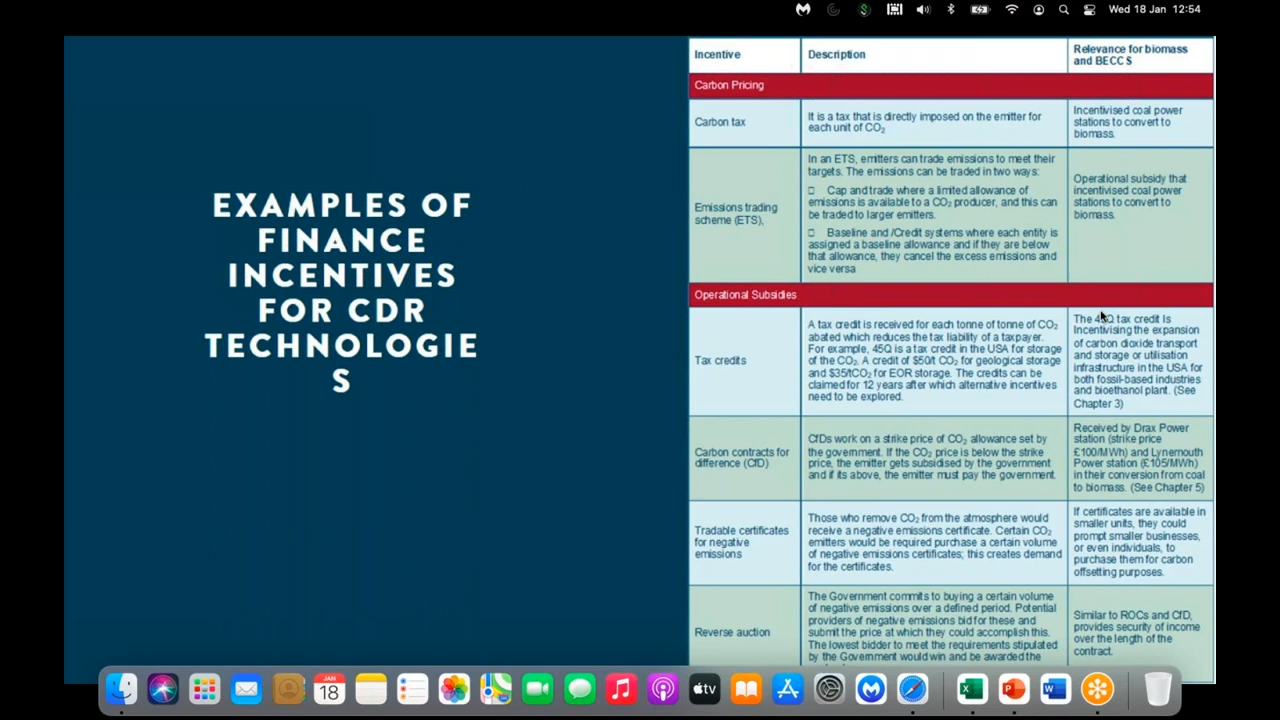 Wed 18 Jan 12:54
EXAMPLES OF
FINANCE
INCENTIVES
FOR CDR
TECHNOLOGIE
S
Incentive
Description
Relevance for biomass
and BECCS
Carbon Pricing
Carbon tax
It is a tax that is directly imposed on the emitter for
each unit of CO2
Incentivised coal power
stations to convert to
biomass.
Emissions trading
scheme (ETS),
In an ETS, emitters can trade emissions to meet their
targets. The emissions can be traded in two ways:
□ Cap and trade where a limited allowance of
emissions is available to a CO2 producer, and this can
be traded to larger emitters.
□ Baseline and /Credit systems where each entity is
assigned a baseline allowance and if they are below
that allowance, they cancel the excess emissions and
vice versa
Operational subsidy that
incentivised coal power
stations to convert to
biomass.
Operational Subsidies
Tax credits
A tax credit is received for each tonne of tonne of CO2
abated which reduces the tax liability of a taxpayer.
For example, 45Q is a tax credit in the USA for storage
of the CO2. A credit of $50/t CO2 for geological storage
and $35/tCO2 for EOR storage. The credits can be
claimed for 12 years after which alternative incentives
need to be explored.
The 45Q tax credit Is
Incentivising the expansion
of carbon dioxide transport
and storage or utilisation
infrastructure in the USA for
both fossil-based industries
and bioethanol plant. (See
Chapter 3)
Carbon contracts for
difference (CfD)
CfDs work on a strike price of CO2 allowance set by
the government. If the CO2 price is below the strike
price, the emitter gets subsidised by the government
and if its above, the emitter must pay the government.
Received by Drax Power
station (strike price
£100/MWh) and Lynemouth
Power station (£105/MWh)
in their conversion from coal
to biomass. (See Chapter 5)
Tradable certificates
for negative
emissions
Those who remove CO2 from the atmosphere would
receive a negative emissions certificate. Certain CO2
emitters would be required purchase a certain volume
of negative emissions certificates; this creates demand
for the certificates.
If certificates are available in
smaller units, they could
prompt smaller businesses,
or even individuals, to
purchase them for carbon
offsetting purposes.
Reverse auction
The Government commits to buying a certain volume
of negative emissions over a defined period. Potential
providers of negative emissions bid for these and
submit the price at which they could accomplish this.
The lowest bidder to meet the requirements stipulated
by the Government would win and be awarded the
Similar to ROCs and CfD,
provides security of income
over the length of the
contract.
JAN
18
tv